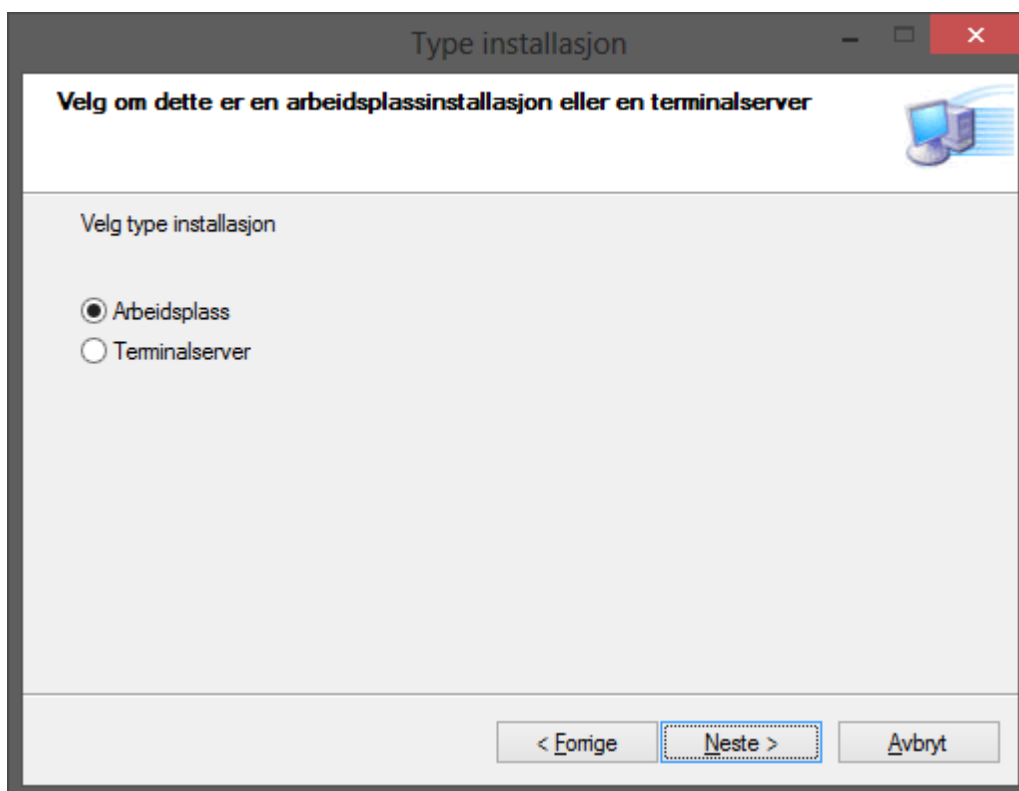 Type installasjon
Velg om dette er en arbeidsplassinstallasjon eller en terminalserver
Velg type installasjon
Arbeidsplass
Terminalserver
< Forrige
Neste >
Avbryt